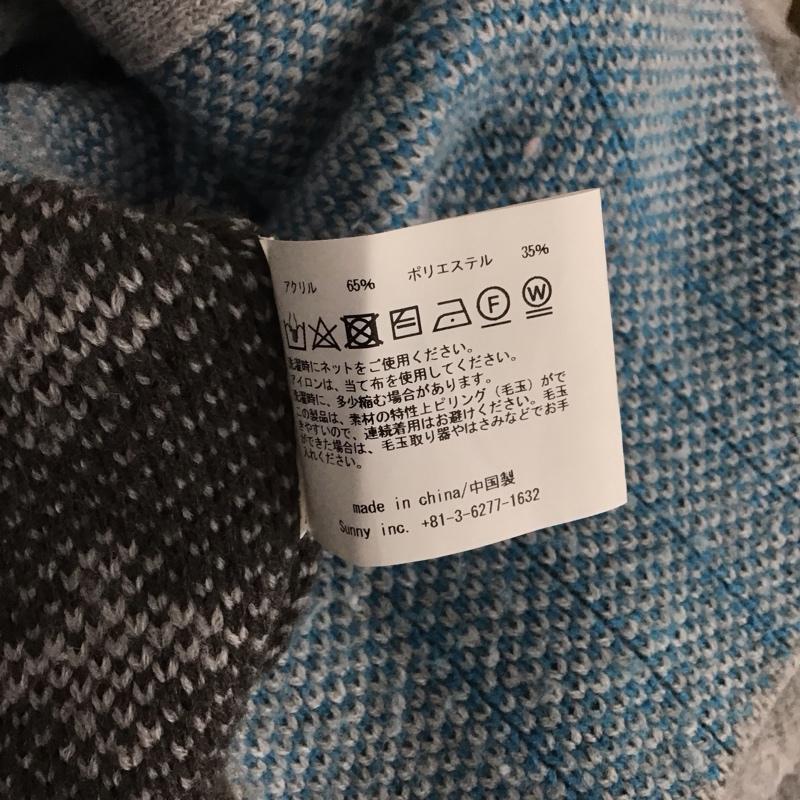 アクリル 65% ポリエステル 35%
F W
洗濯時にネットをご使用ください。
アイロンは、当て布を使用してください。
洗濯時に、多少縮む場合があります。
この製品は、素材の特性上ピリング（毛玉）がで
きやすいので、連続着用はお避けください。毛玉
ができた場合は、毛玉取り器やはさみなどでお手
入れください。
made in china/中国製
Sunny inc. +81-3-6277-1632